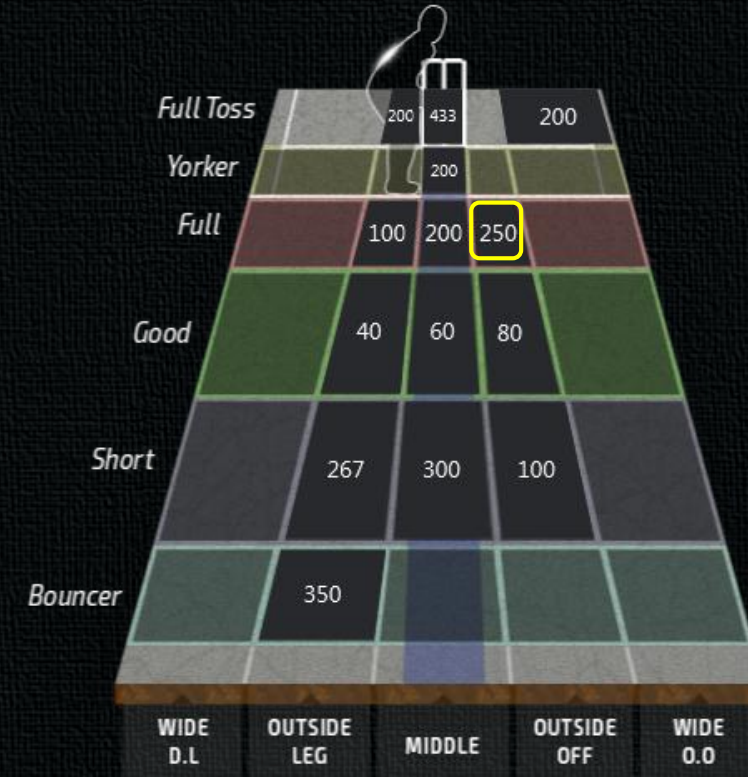 Full Toss 200 433 200
Yorker 200
Full 100 200 250
Good 40 60 80
Short 267 300 100
Bouncer 350
WIDE OUTSIDE MIDDLE OUTSIDE WIDE
D.L LEG OFF O.O